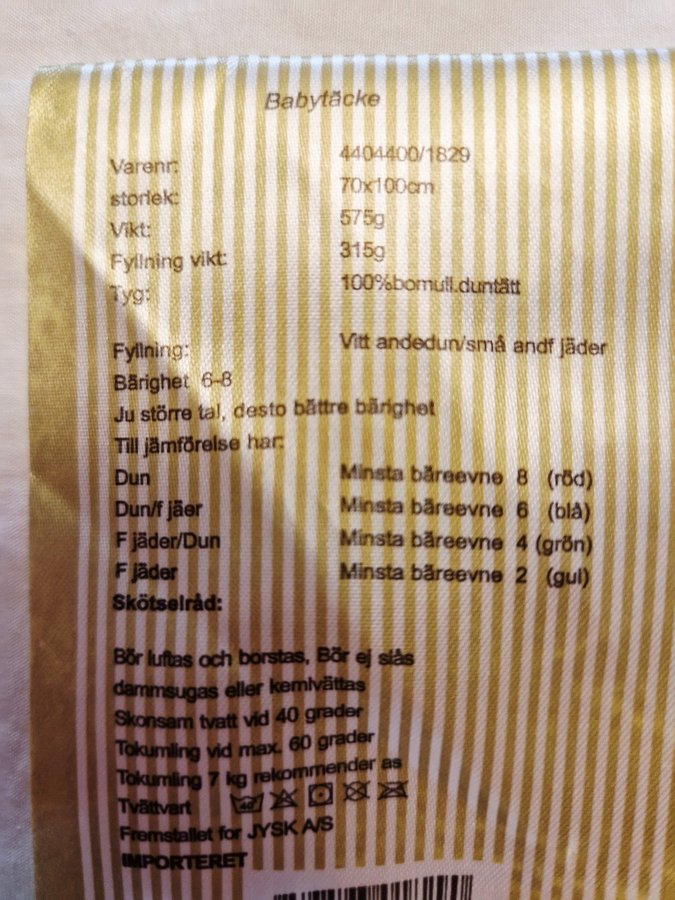 Babytäcke
Varenr: 4404400/1829
storlek: 70x100cm
Vikt: 575g
Fyllning vikt: 315g
Tyg: 100%bomull.duntätt
Fyllning: Vitt andedun/små andf jäder
Bärighet 6-8
Ju större tal, desto bättre bärighet
Till jämförelse har:
Dun Minsta bäreevne 8 (röd)
Dun/f jäer Minsta bäreevne 6 (blå)
F jäder/Dun Minsta bäreevne 4 (grön)
F jäder Minsta bäreevne 2 (gul)
Skötselråd:
Bör luftas och borstas, Bör ej slås
dammsugas eller kemivättas
Skonsam tvatt vid 40 grader
Tokumling vid max. 60 grader
Tokumling 7 kg rekommender as
Tvättvart 40
Fremstallet for JYSK A/S
IMPORTERET